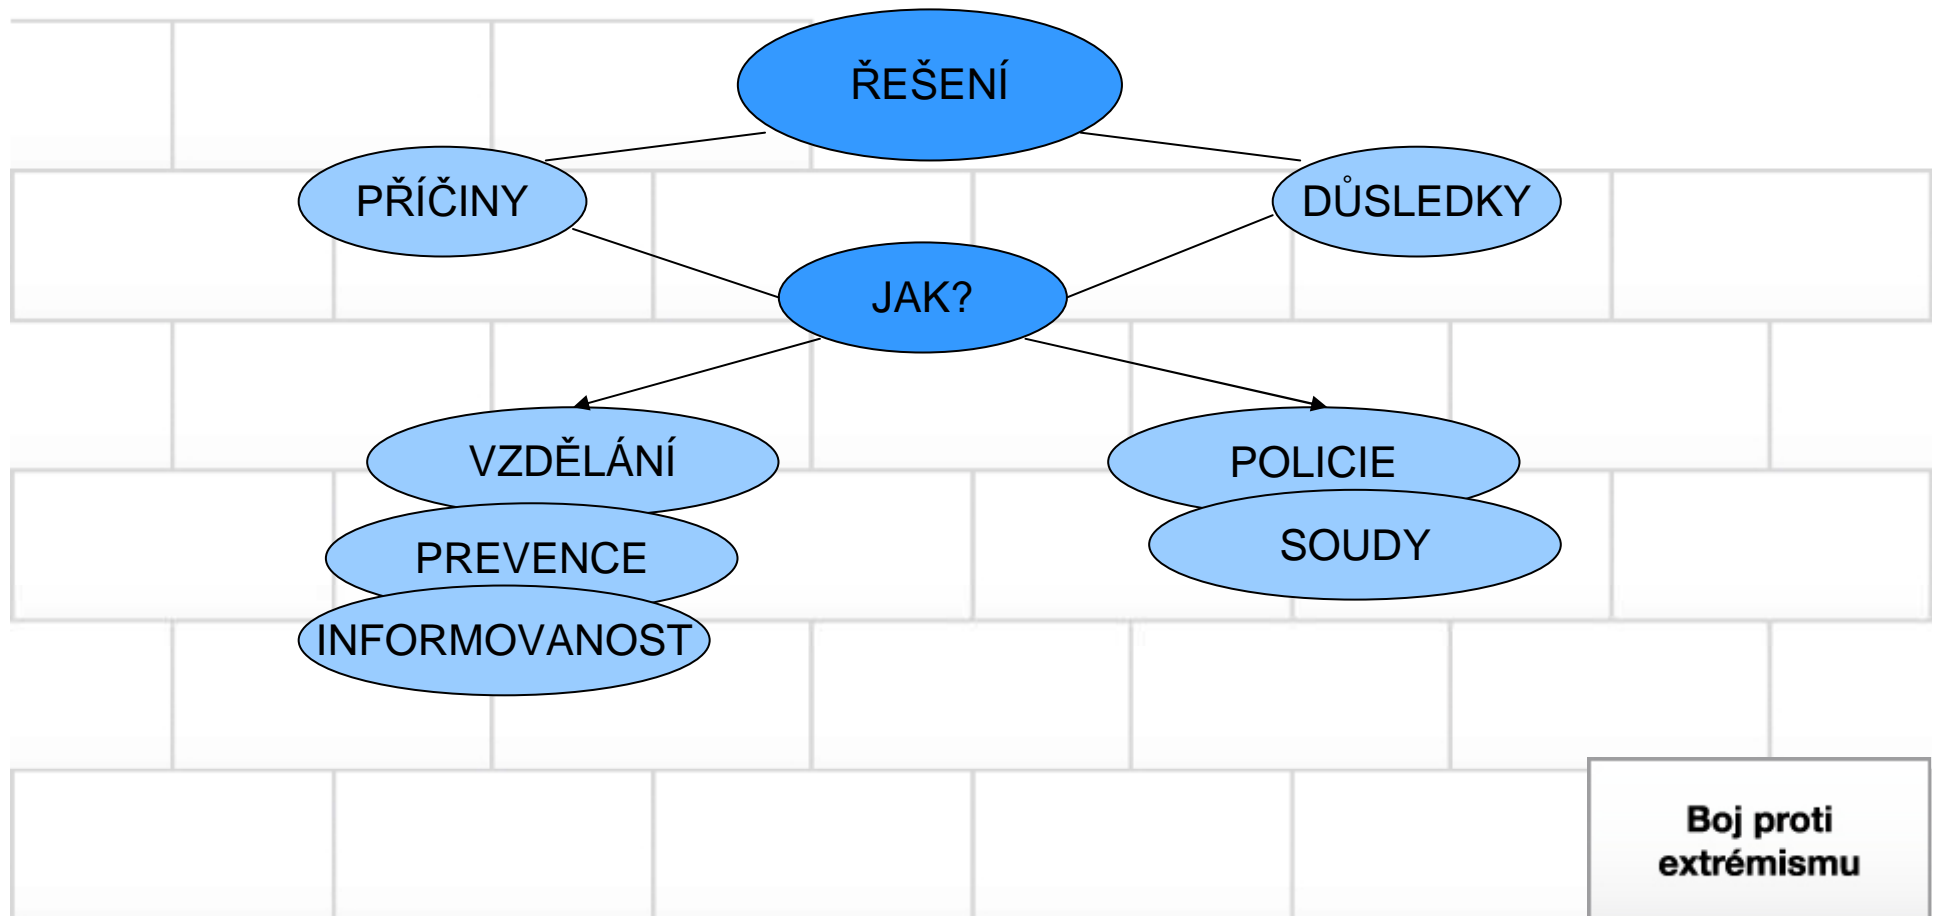 ŘEŠENÍ
PŘÍČINY
DŮSLEDKY
JAK?
VZDĚLÁNÍ
POLICIE
PREVENCE
SOUDY
INFORMOVANOST
Boj proti
extrémismu